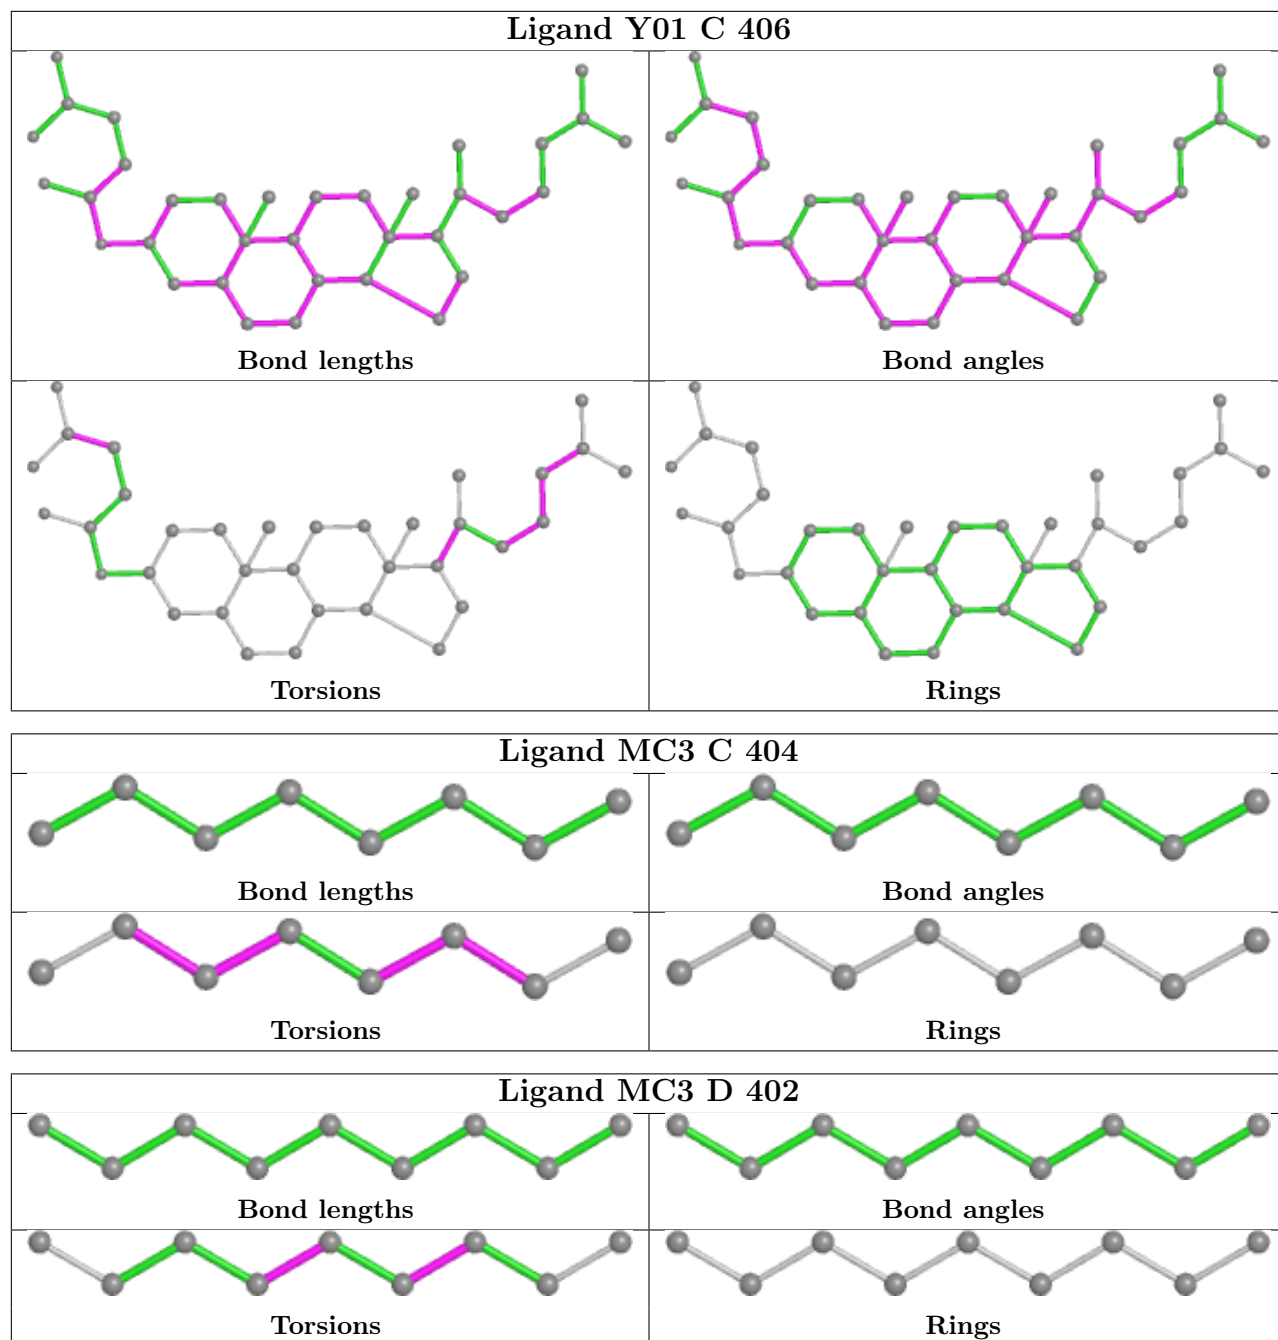 Ligand Y01 C 406
Bond lengths
Bond angles
Torsions
Rings
Ligand MC3 C 404
Bond lengths
Bond angles
Torsions
Rings
Ligand MC3 D 402
Bond lengths
Bond angles
Torsions
Rings